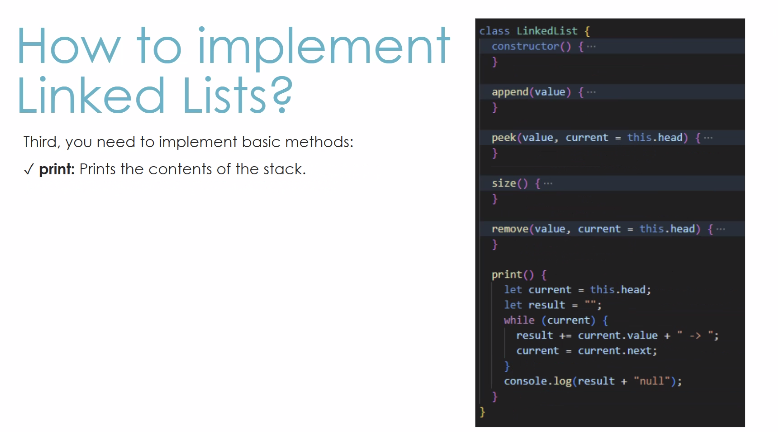 How to implement
Linked Lists?
Third, you need to implement basic methods:
✓ print: Prints the contents of the stack.
class LinkedList {
constructor() { ···
}
append(value) { ···
}
peek(value, current = this.head) { ···
}
size() { ···
}
remove(value, current = this.head) { ···
}
print() {
let current = this.head;
let result = "";
while (current) {
result += current.value + " -> ";
current = current.next;
}
console.log(result + "null");
}
}